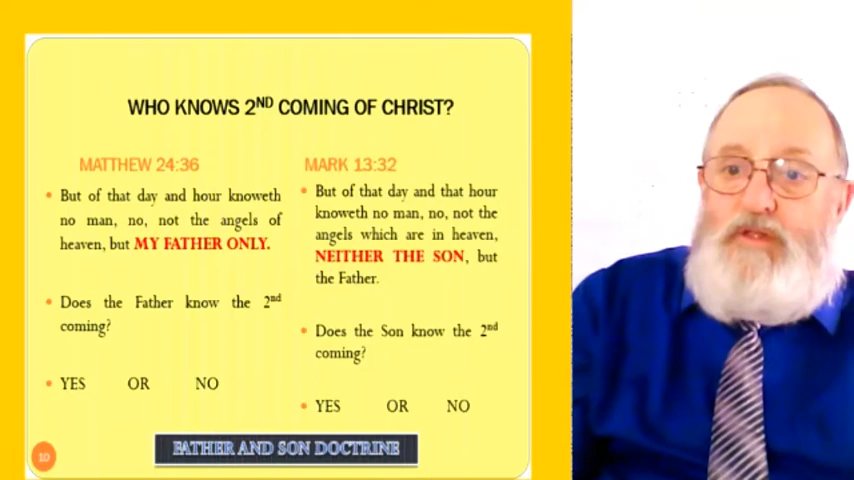 WHO KNOWS 2ND COMING OF CHRIST?
MATTHEW 24:36
But of that day and hour knoweth
no man, no, not the angels of
heaven, but MY FATHER ONLY.
Does the Father know the 2nd
coming?
YES OR NO
MARK 13:32
But of that day and that hour
knoweth no man, no, not the
angels which are in heaven,
NEITHER THE SON, but
the Father.
Does the Son know the 2nd
coming?
YES OR NO
10
FATHER AND SON DOCTRINE